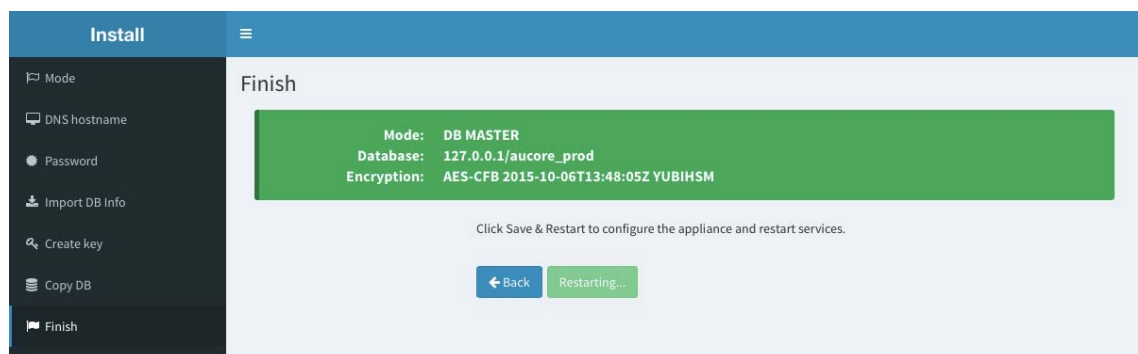 Install
Mode
DNS hostname
Password
Import DB Info
Create key
Copy DB
Finish
Finish
Mode: DB MASTER
Database: 127.0.0.1/aucore_prod
Encryption: AES-CFB 2015-10-06T13:48:05Z YUBIHSM
Click Save & Restart to configure the appliance and restart services.
Back Restarting...